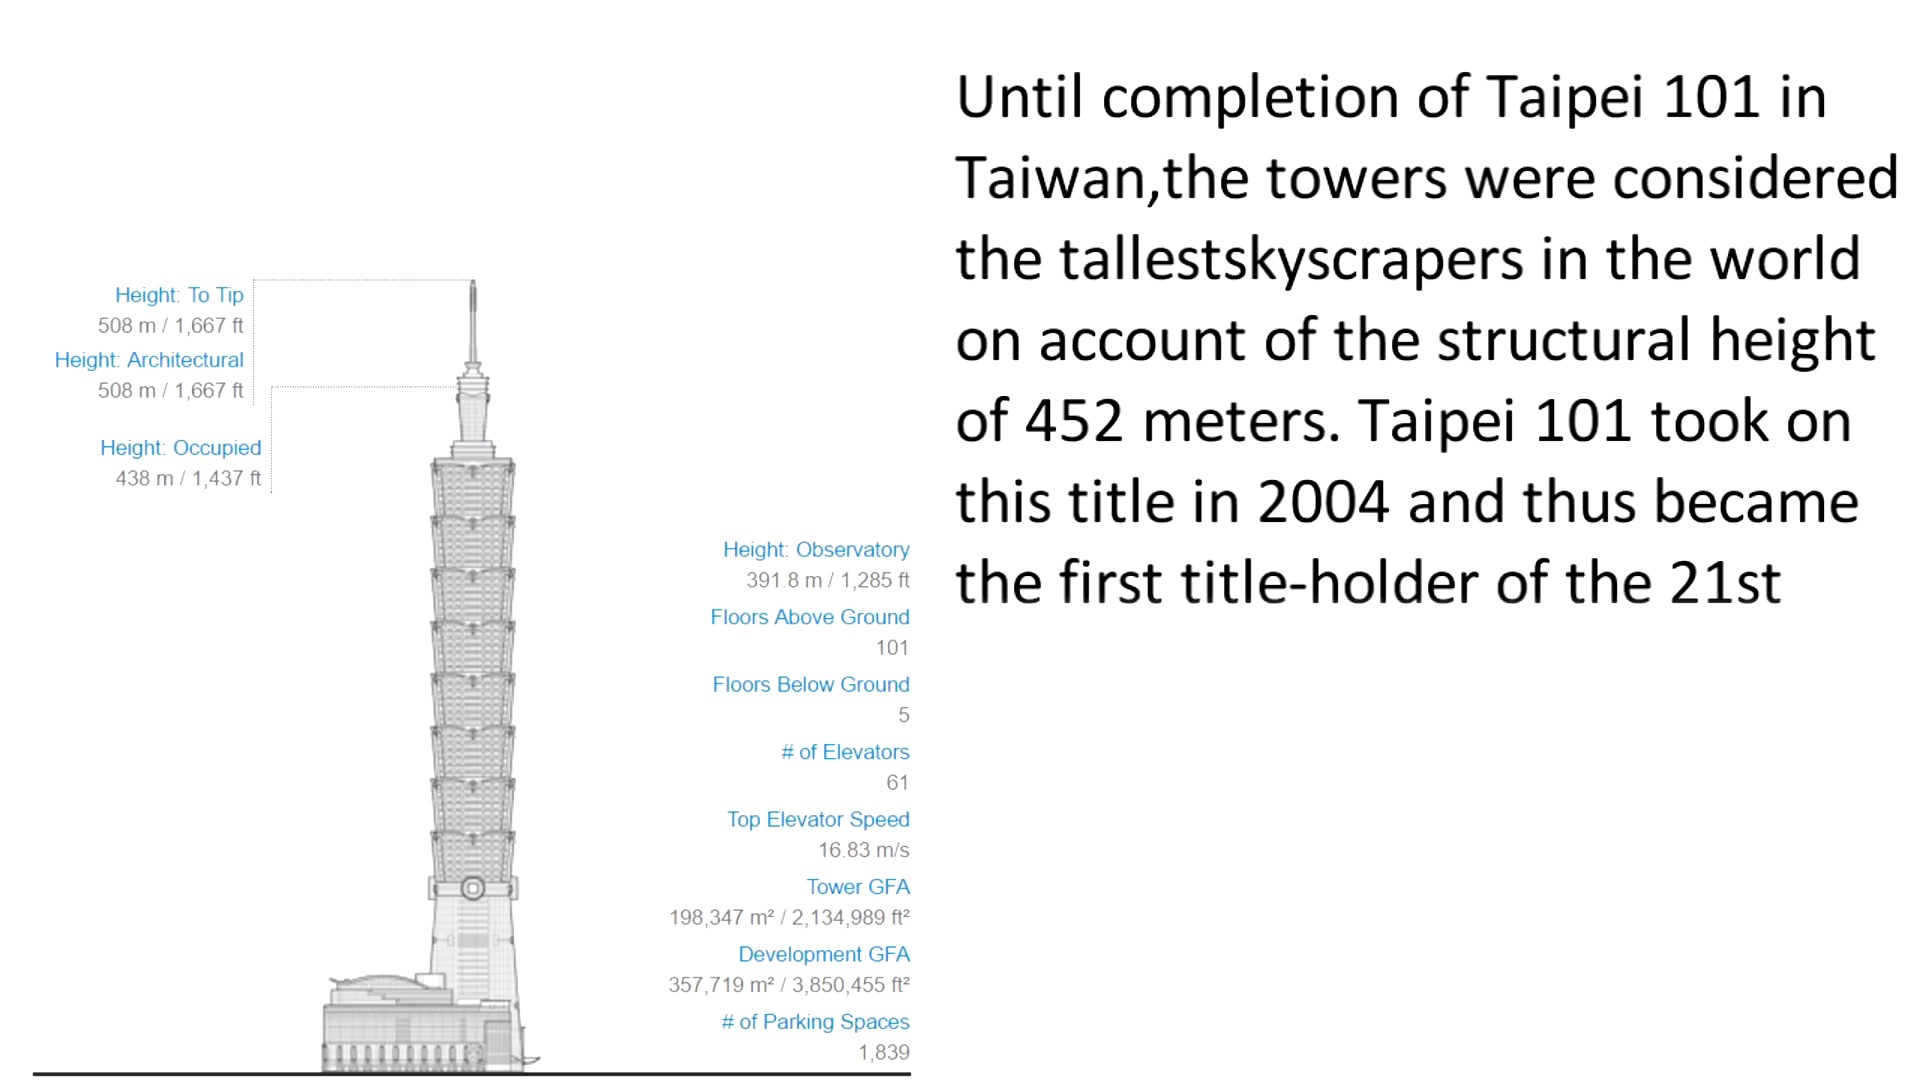 Height: To Tip
508 m / 1,667 ft
Height: Architectural
508 m / 1,667 ft
Height: Occupied
438 m / 1,437 ft
Height: Observatory
391.8 m / 1,285 ft
Floors Above Ground
101
Floors Below Ground
5
# of Elevators
61
Top Elevator Speed
16.83 m/s
Tower GFA
198,347 m² / 2,134,989 ft²
Development GFA
357,719 m² / 3,850,455 ft²
# of Parking Spaces
1,839
Until completion of Taipei 101 in
Taiwan,the towers were considered
the tallestskyscrapers in the world
on account of the structural height
of 452 meters. Taipei 101 took on
this title in 2004 and thus became
the first title-holder of the 21st